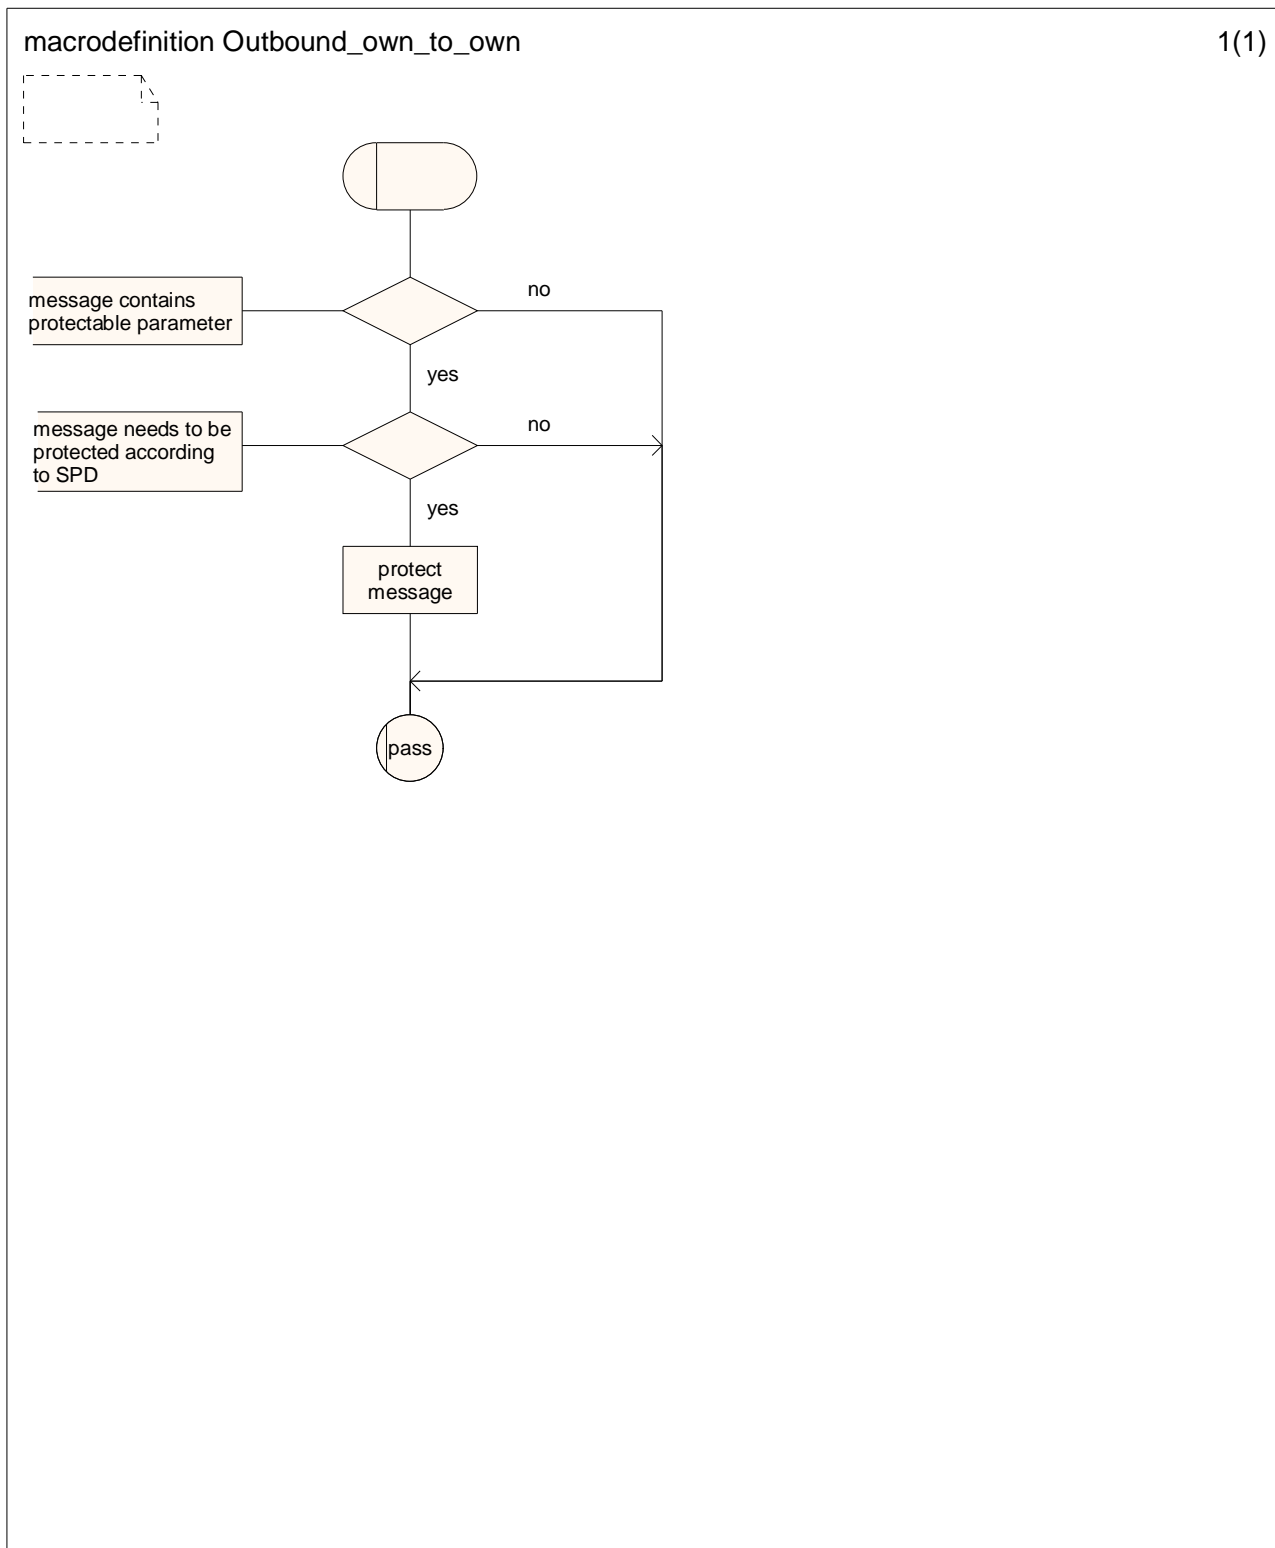 macrodefinition Outbound_own_to_own
1(1)
message contains
protectable parameter
no
yes
message needs to be
protected according
to SPD
no
yes
protect
message
pass